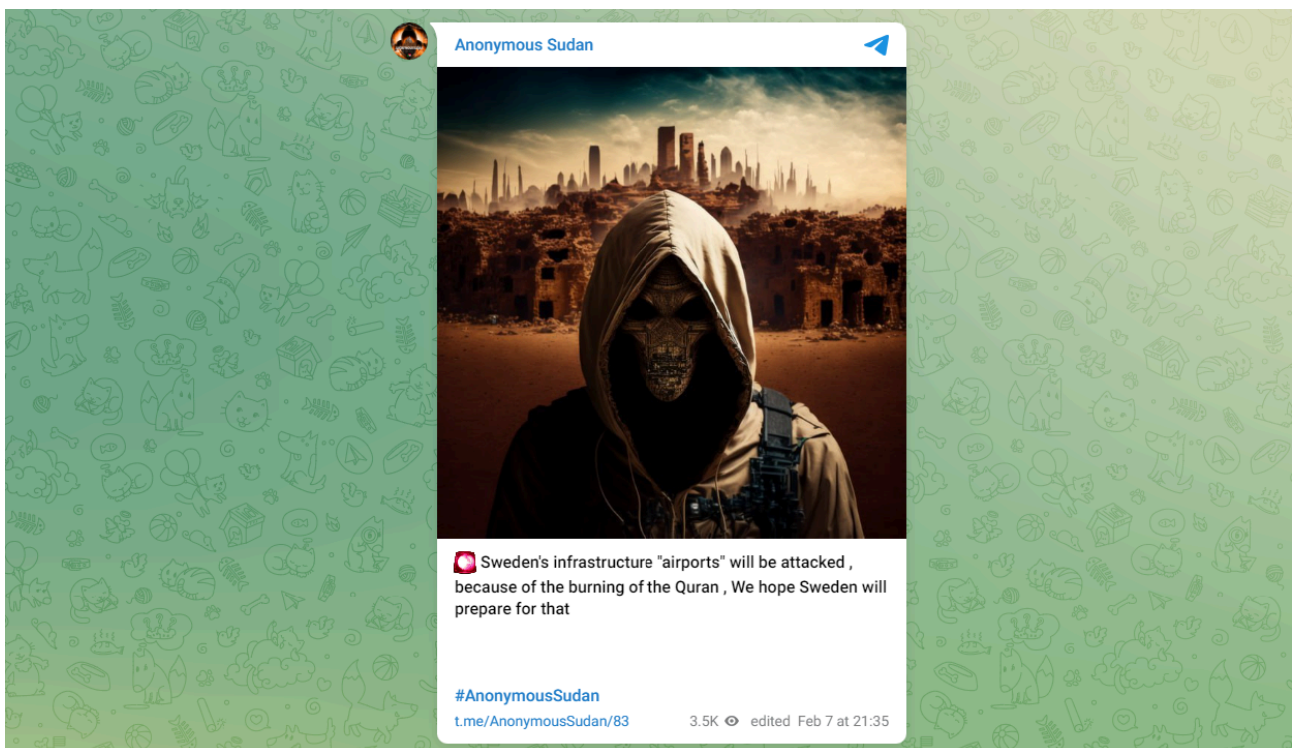 Anonymous Sudan
Sweden's infrastructure "airports" will be attacked ,
because of the burning of the Quran , We hope Sweden will
prepare for that
#AnonymousSudan
t.me/AnonymousSudan/83 3.5K edited Feb 7 at 21:35